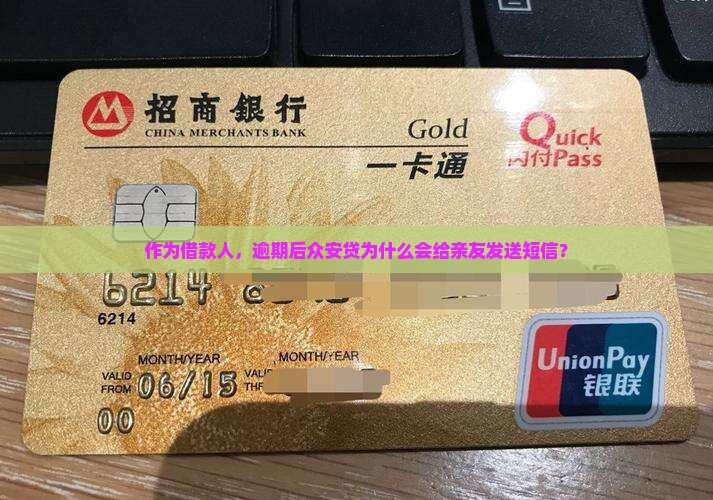 招商銀行
CHINA MERCHANTS BANK
Gold
一卡通
Quick
闪付Pass
作为借款人，逾期后众安贷为什么会给亲友发送短信？
6214
6214
MONTH/YEAR
MONTH/YEAR
VALID
FROM
06/15
00
UnionPay
银联